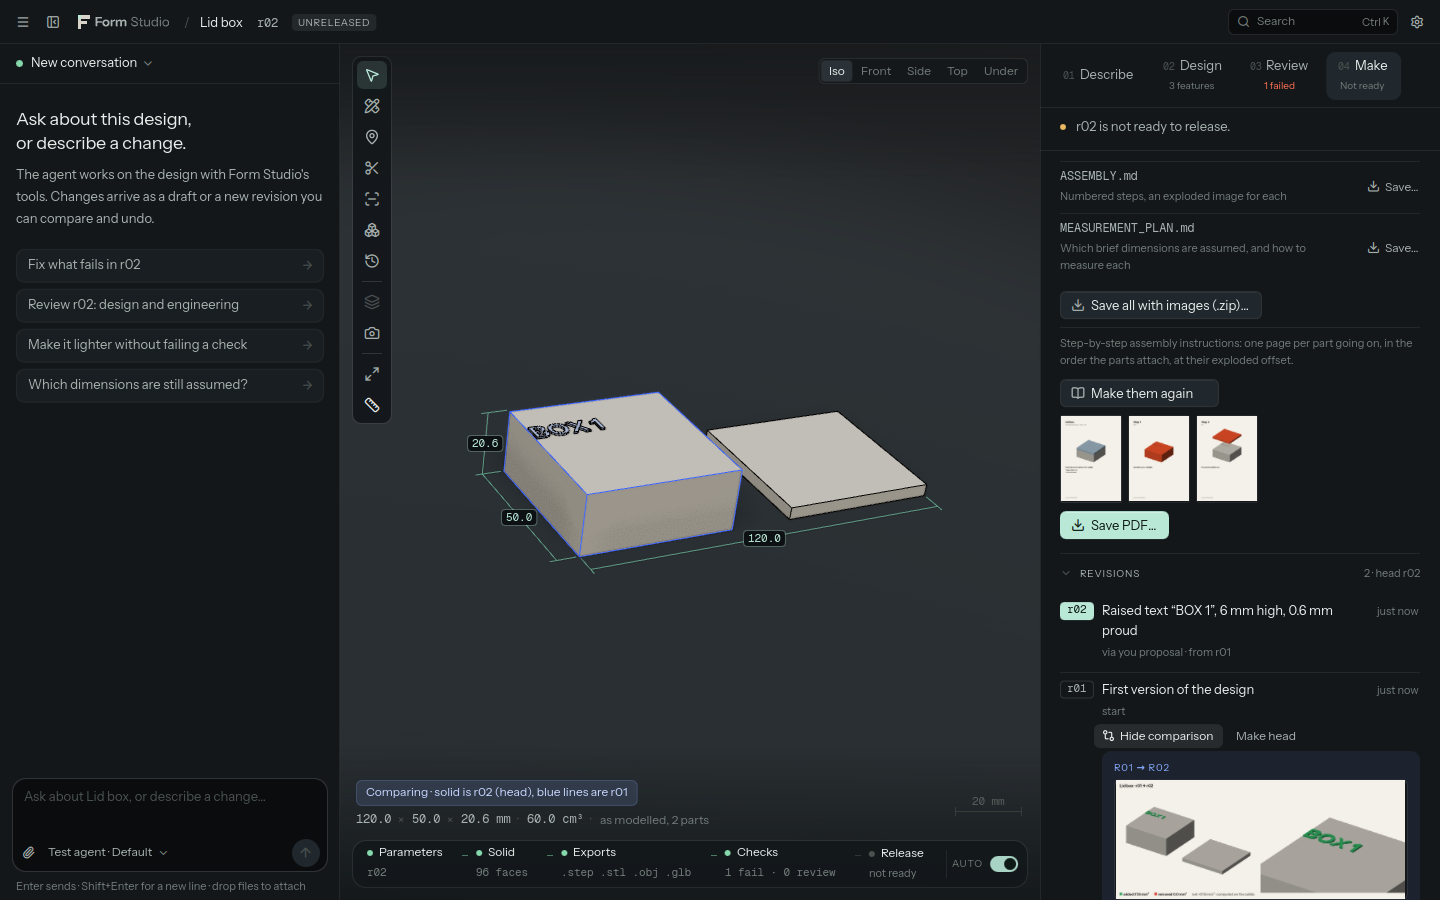 Form Studio / Lid box r02 UNRELEASED
Search Ctrl K
New conversation
Ask about this design,
or describe a change.
The agent works on the design with Form Studio's
tools. Changes arrive as a draft or a new revision you
can compare and undo.
Fix what fails in r02
Review r02: design and engineering
Make it lighter without failing a check
Which dimensions are still assumed?
Ask about Lid box, or describe a change...
Test agent · Default
Enter sends · Shift+Enter for a new line · drop files to attach
Iso Front Side Top Under
BOX 1
20.6
50.0
120.0
Comparing · solid is r02 (head), blue lines are r01
20 mm
120.0 × 50.0 × 20.6 mm · 60.0 cm³ · as modelled, 2 parts
Parameters
r02
Solid
96 faces
Exports
.step .stl .obj .glb
Checks
1 fail · 0 review
Release
not ready
AUTO
01 Describe
02 Design
3 features
03 Review
1 failed
04 Make
Not ready
r02 is not ready to release.
ASSEMBLY.md
Numbered steps, an exploded image for each
Save...
MEASUREMENT_PLAN.md
Which brief dimensions are assumed, and how to
measure each
Save...
Save all with images (.zip)...
Step-by-step assembly instructions: one page per part going on, in the
order the parts attach, at their exploded offset.
Make them again
Save PDF...
REVISIONS 2 · head r02
r02 Raised text “BOX 1”, 6 mm high, 0.6 mm
proud
just now
via you proposal · from r01
r01 First version of the design just now
start
Hide comparison Make head
R01 → R02
BOX 1
BOX 1